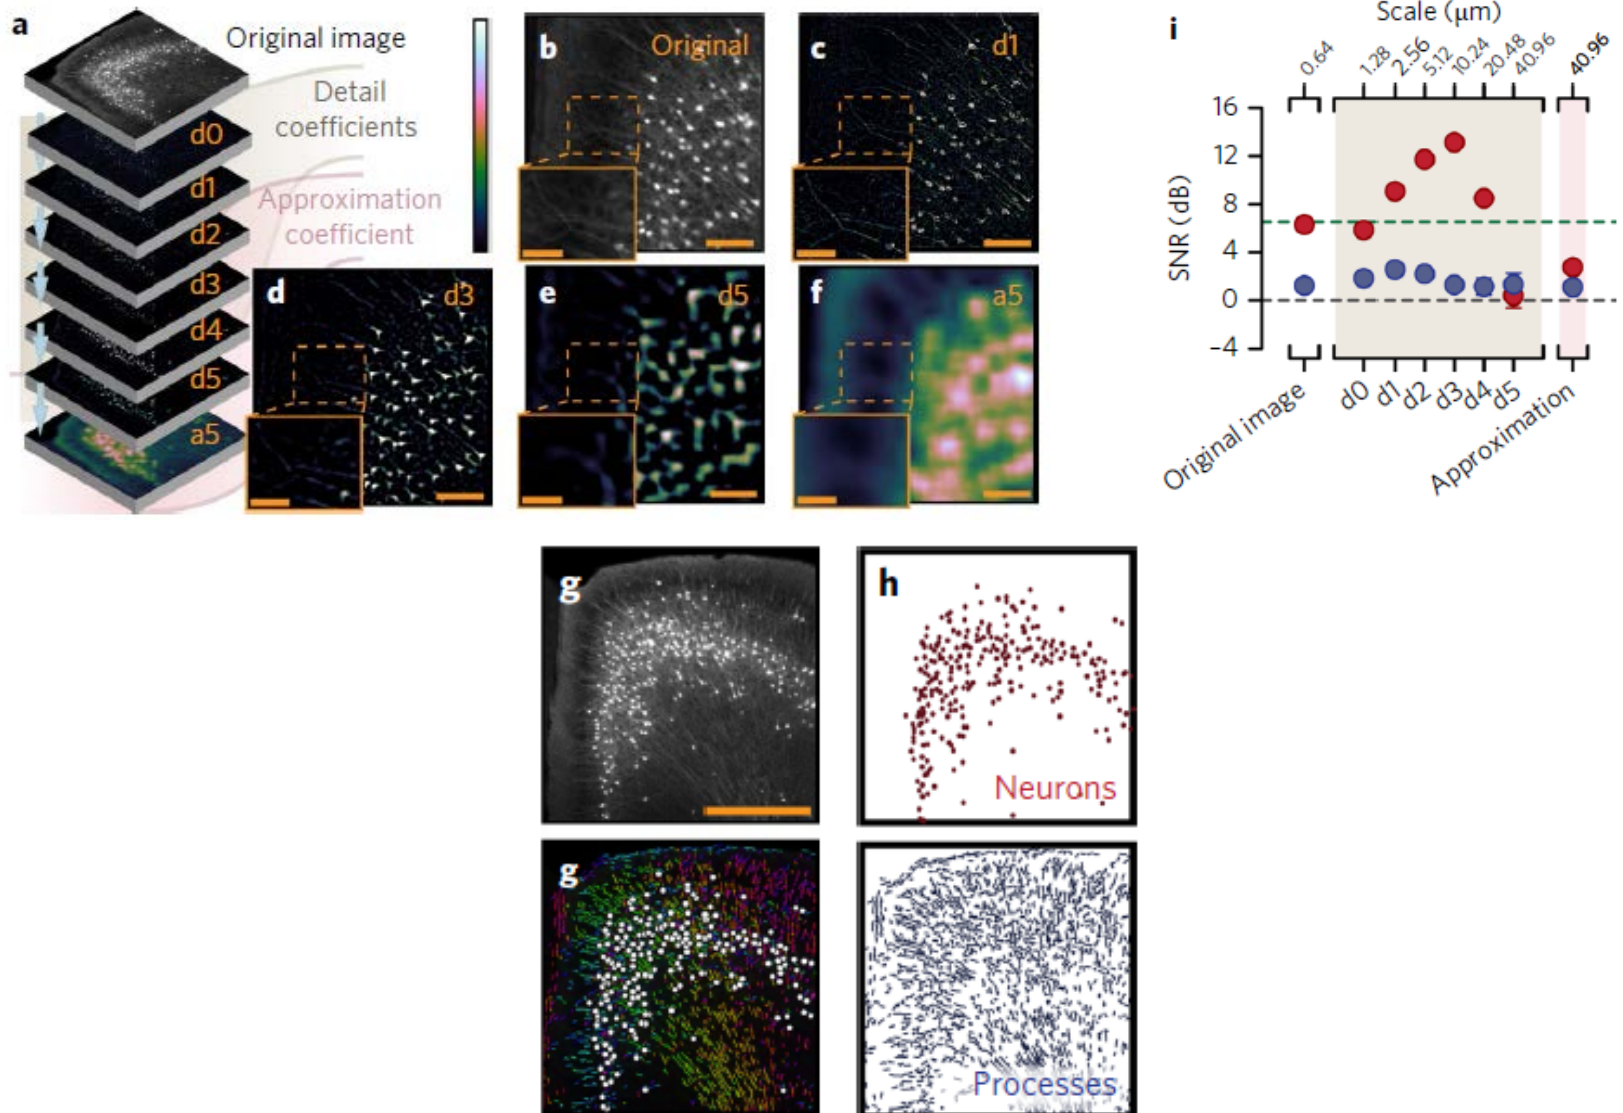 a
Original image
Detail
coefficients
Approximation
coefficient
d0
d1
d2
d3
d4
d5
a5
b
Original
c
d1
d
d3
e
d5
f
a5
g
h
Neurons
g
Processes
i
Scale (μm)
0.64
1.28
2.56
5.12
10.24
20.48
40.96
40.96
SNR (dB)
16
12
8
4
0
−4
Original image
d0
d1
d2
d3
d4
d5
Approximation